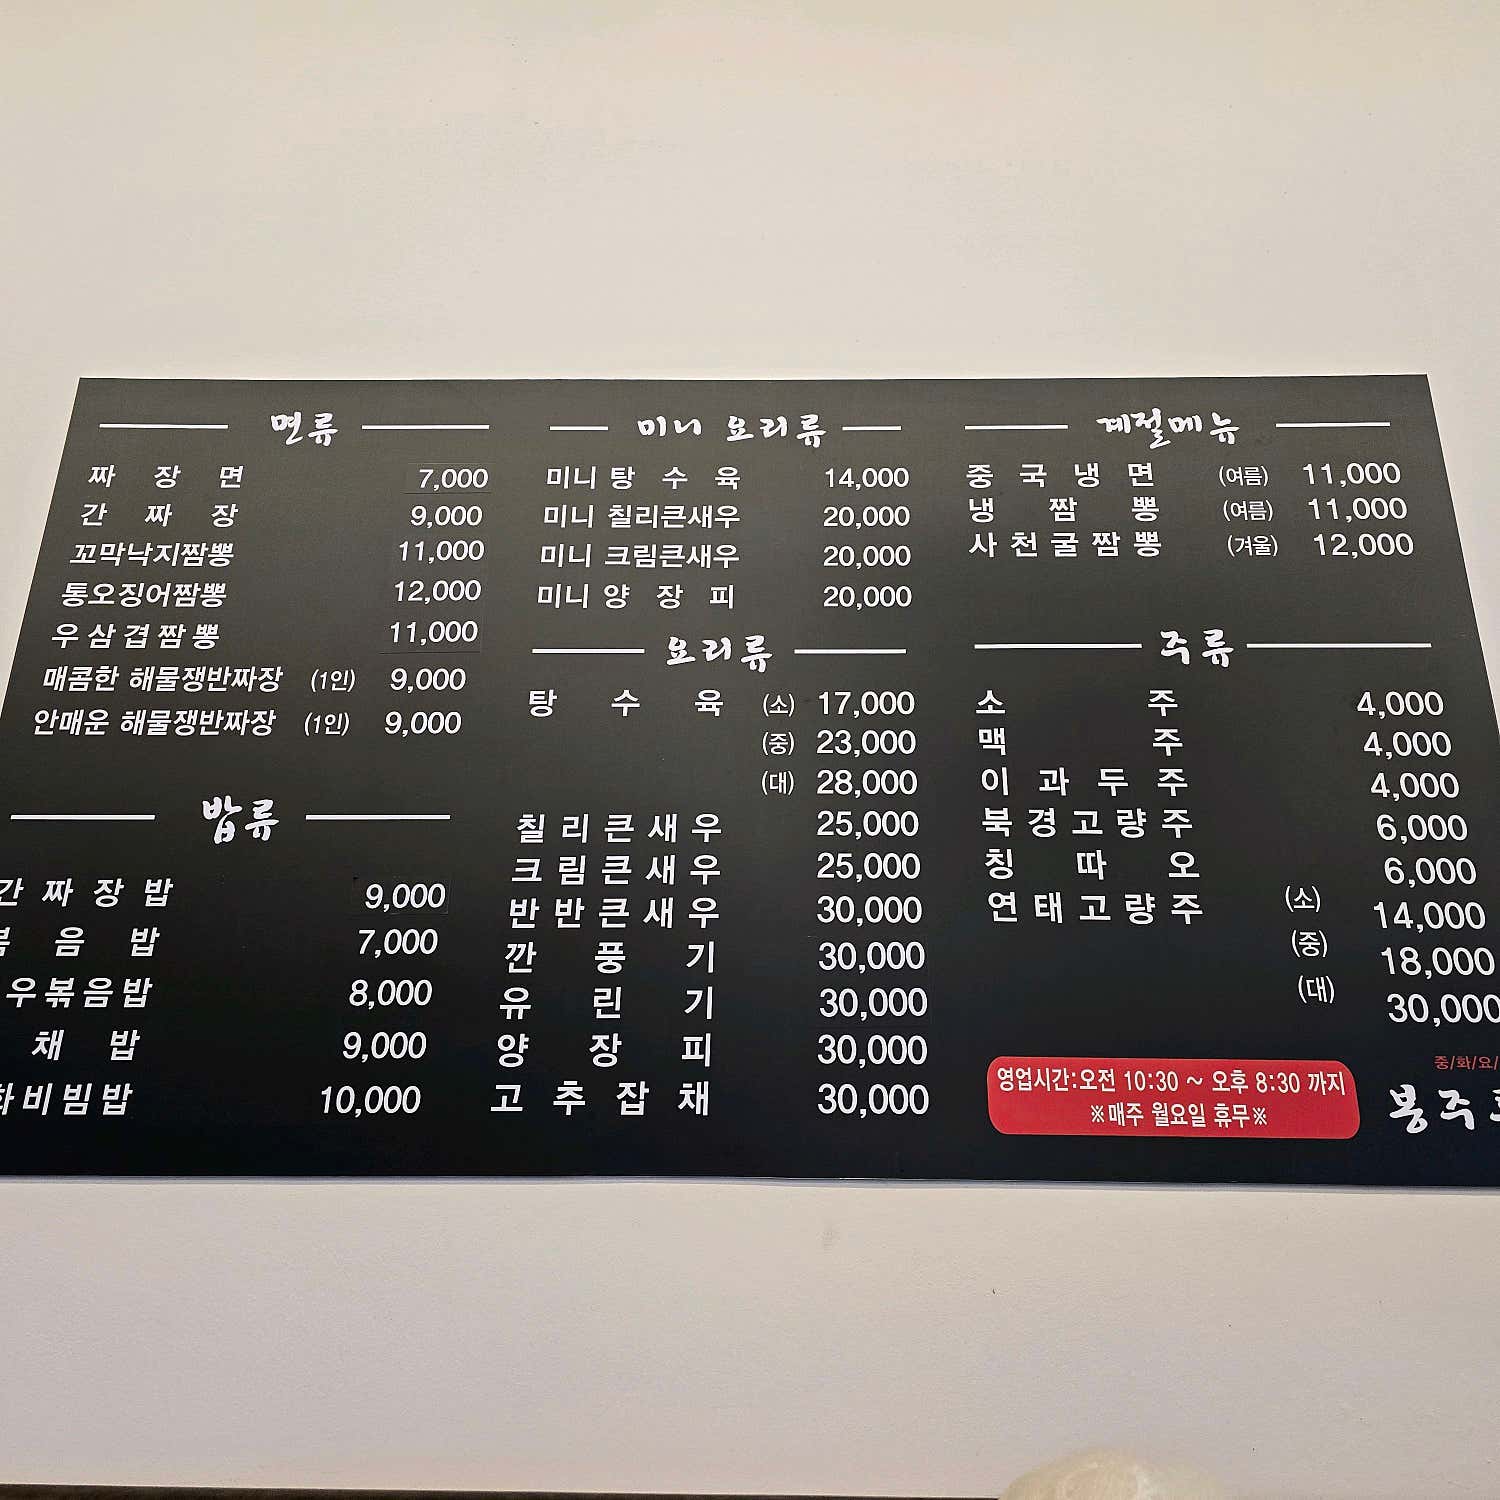 면류
짜장면 7,000
간짜장 9,000
꼬막낙지짬뽕 11,000
통오징어짬뽕 12,000
우삼겹짬뽕 11,000
매콤한 해물쟁반짜장 (1인) 9,000
안매운 해물쟁반짜장 (1인) 9,000
밥류
간짜장밥 9,000
음밥 7,000
우볶음밥 8,000
채밥 9,000
비빔밥 10,000
미니 요리류
미니 탕수육 14,000
미니 칠리큰새우 20,000
미니 크림큰새우 20,000
미니 양장피 20,000
요리류
탕수육 (소) 17,000
(중) 23,000
(대) 28,000
칠리큰새우 25,000
크림큰새우 25,000
반반큰새우 30,000
깐풍기 30,000
유린기 30,000
양장피 30,000
고추잡채 30,000
계절메뉴
중국냉면 (여름) 11,000
냉짬뽕 (여름) 11,000
사천굴짬뽕 (겨울) 12,000
주류
소주 4,000
맥주 4,000
이과두주 4,000
북경고량주 6,000
칭따오 6,000
연태고량주 (소) 14,000
(중) 18,000
(대) 30,000
영업시간:오전 10:30 ~ 오후 8:30 까지
※매주 월요일 휴무※
중/화/요/
봉주